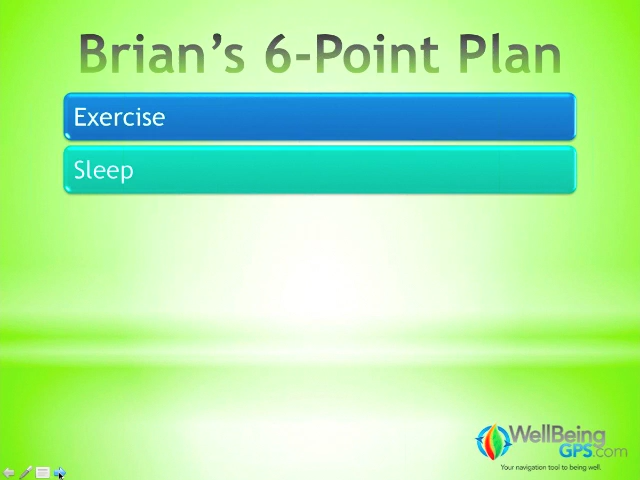 Brian's 6-Point Plan
Exercise
Sleep
WellBeing
GPS.com
Your navigation tool to being well.